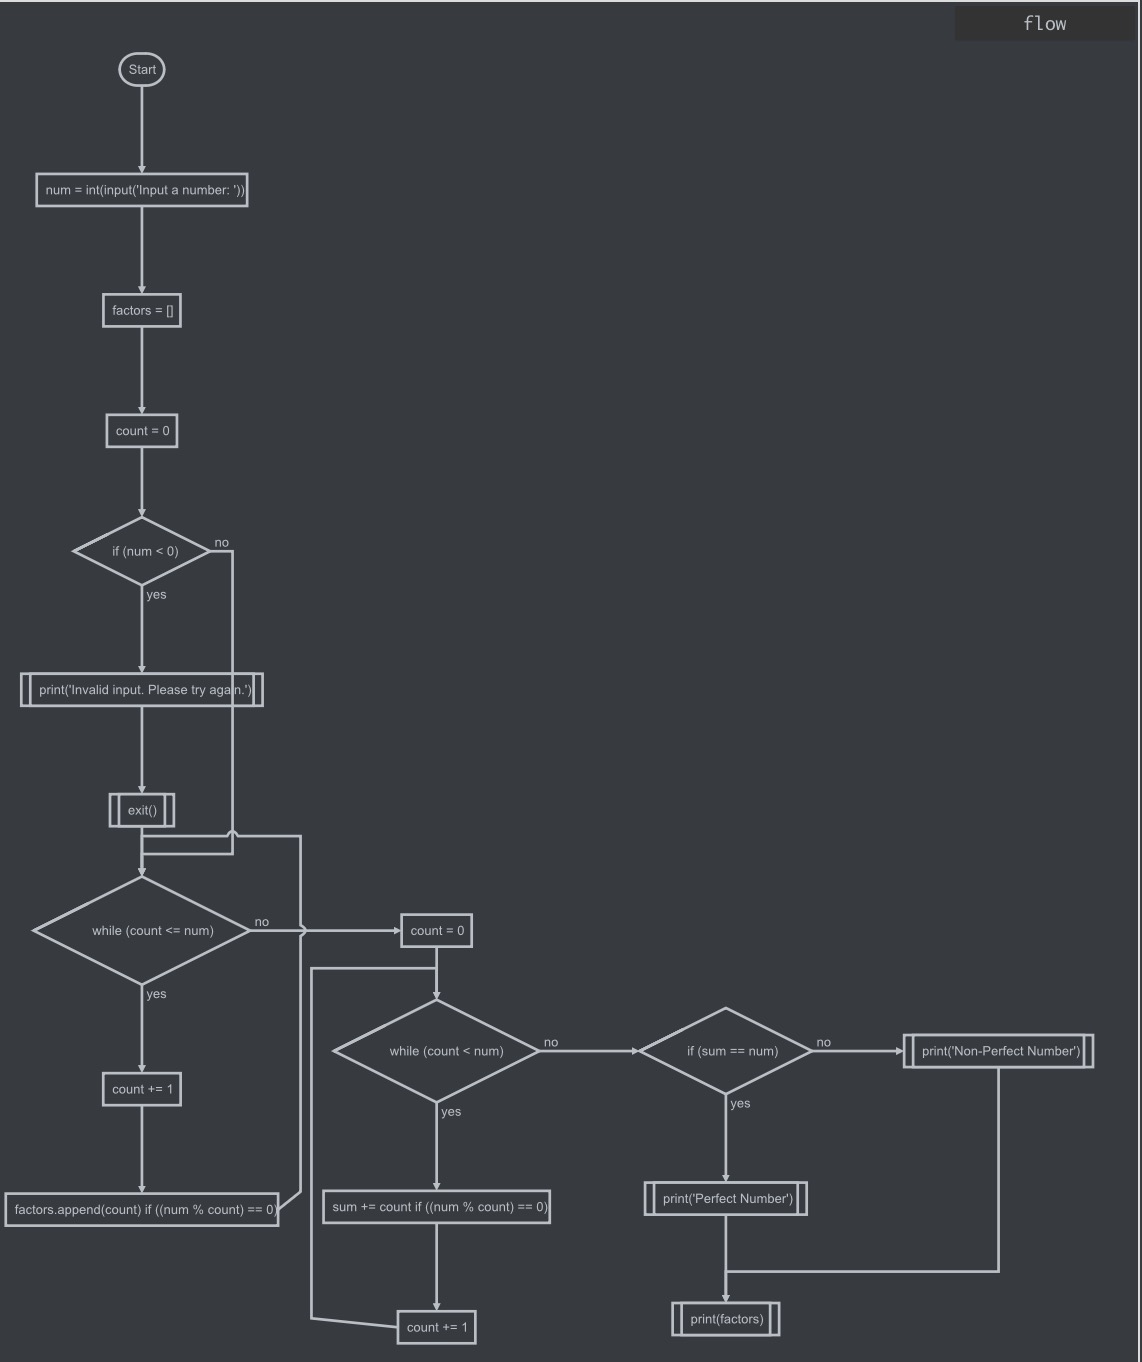 flow
Start
num = int(input('Input a number: '))
factors = []
count = 0
if (num < 0)
no
yes
print('Invalid input. Please try again.')
exit()
while (count <= num)
no
yes
count += 1
factors.append(count) if ((num % count) == 0)
count = 0
while (count < num)
no
yes
sum += count if ((num % count) == 0)
count += 1
if (sum == num)
no
yes
print('Non-Perfect Number')
print('Perfect Number')
print(factors)